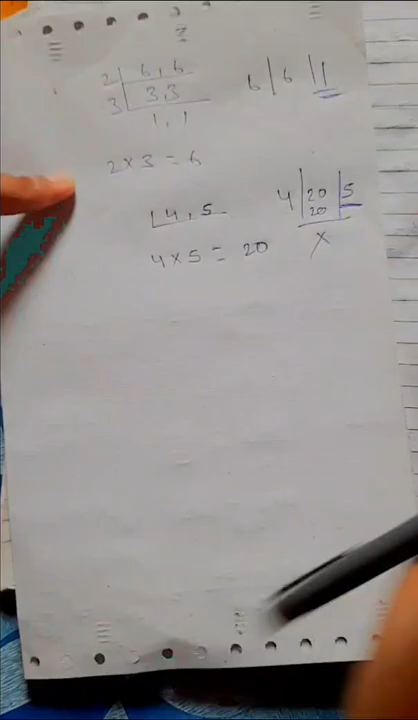 2 | 6, 6
3 | 3, 3
1, 1
6 | 6 | 1
2 × 3 = 6
4, 5
4 × 5 = 20
4 | 20 | 5
20
×